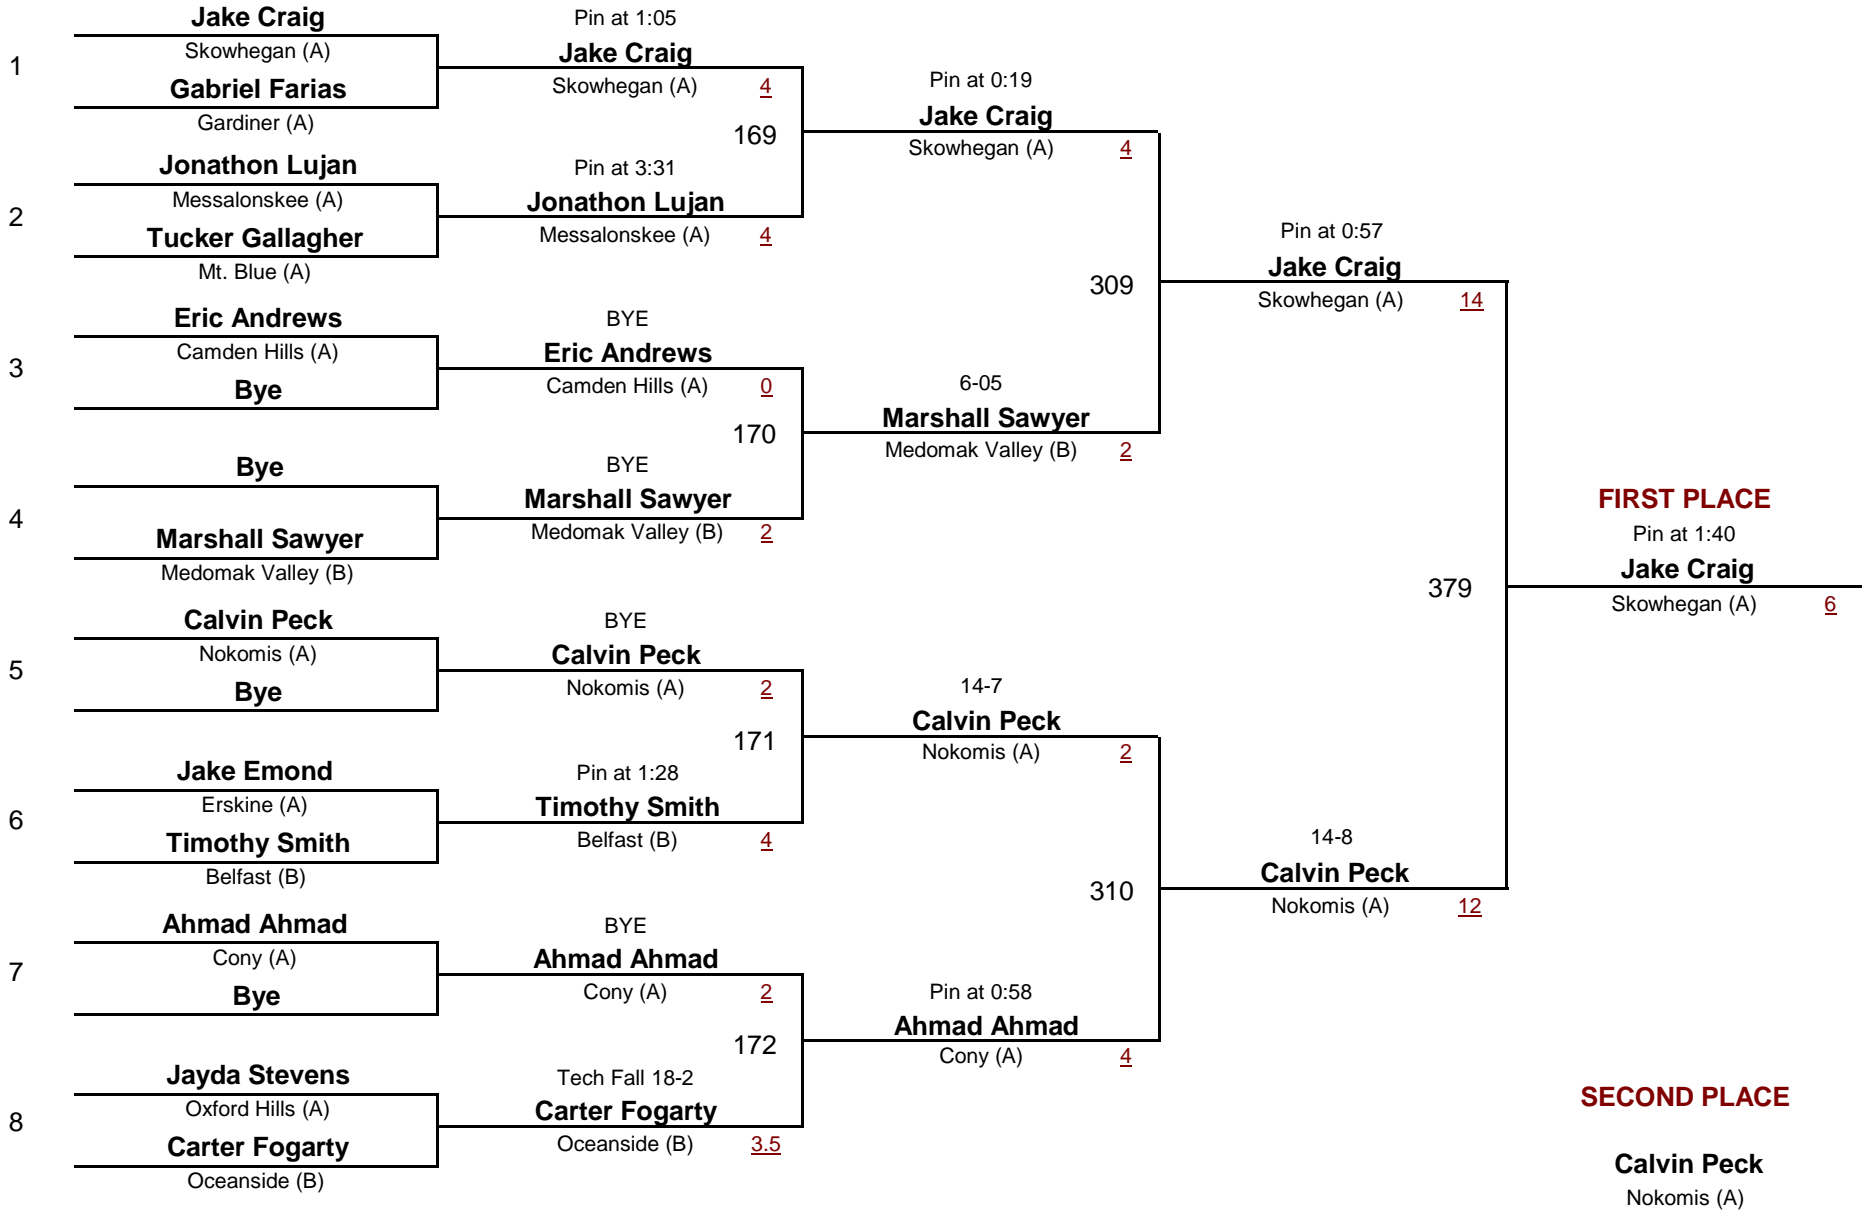 Jake Craig
Skowhegan (A)
1
Gabriel Farias
Gardiner (A)
Jonathon Lujan
Messalonskee (A)
2
Tucker Gallagher
Mt. Blue (A)
Eric Andrews
Camden Hills (A)
3
Bye
Bye
4
Marshall Sawyer
Medomak Valley (B)
Calvin Peck
Nokomis (A)
5
Bye
Jake Emond
Erskine (A)
6
Timothy Smith
Belfast (B)
Ahmad Ahmad
Cony (A)
7
Bye
Jayda Stevens
Oxford Hills (A)
8
Carter Fogarty
Oceanside (B)
Pin at 1:05
Jake Craig
Skowhegan (A) 4
169
Pin at 3:31
Jonathon Lujan
Messalonskee (A) 4
BYE
Eric Andrews
Camden Hills (A) 0
170
BYE
Marshall Sawyer
Medomak Valley (B) 2
BYE
Calvin Peck
Nokomis (A) 2
171
Pin at 1:28
Timothy Smith
Belfast (B) 4
BYE
Ahmad Ahmad
Cony (A) 2
172
Tech Fall 18-2
Carter Fogarty
Oceanside (B) 3.5
Pin at 0:19
Jake Craig
Skowhegan (A) 4
309
6-05
Marshall Sawyer
Medomak Valley (B) 2
14-7
Calvin Peck
Nokomis (A) 2
310
Pin at 0:58
Ahmad Ahmad
Cony (A) 4
Pin at 0:57
Jake Craig
Skowhegan (A) 14
379
14-8
Calvin Peck
Nokomis (A) 12
FIRST PLACE
Pin at 1:40
Jake Craig
Skowhegan (A) 6
SECOND PLACE
Calvin Peck
Nokomis (A)